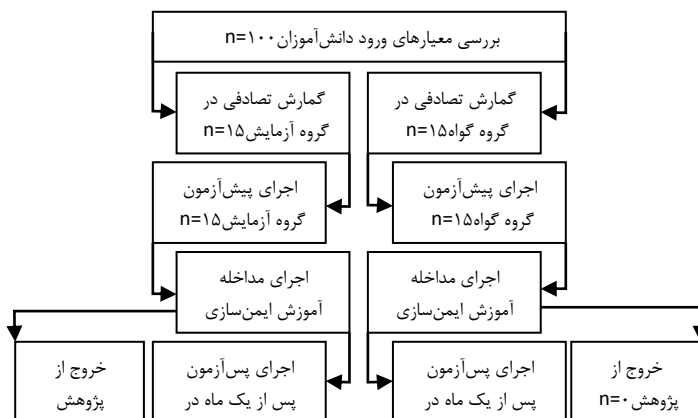 بررسی معیارهای ورود دانش‌آموزان n=۱۰۰
گمارش تصادفی در
گروه گواه n=۱۵
گمارش تصادفی در
گروه آزمایش n=۱۵
اجرای پیش‌آزمون
گروه گواه n=۱۵
اجرای پیش‌آزمون
گروه آزمایش n=۱۵
اجرای مداخله
آموزش ایمن‌سازی
اجرای مداخله
آموزش ایمن‌سازی
خروج از
پژوهش n=۰
اجرای پس‌آزمون
پس از یک ماه در
اجرای پس‌آزمون
پس از یک ماه در
خروج از
پژوهش